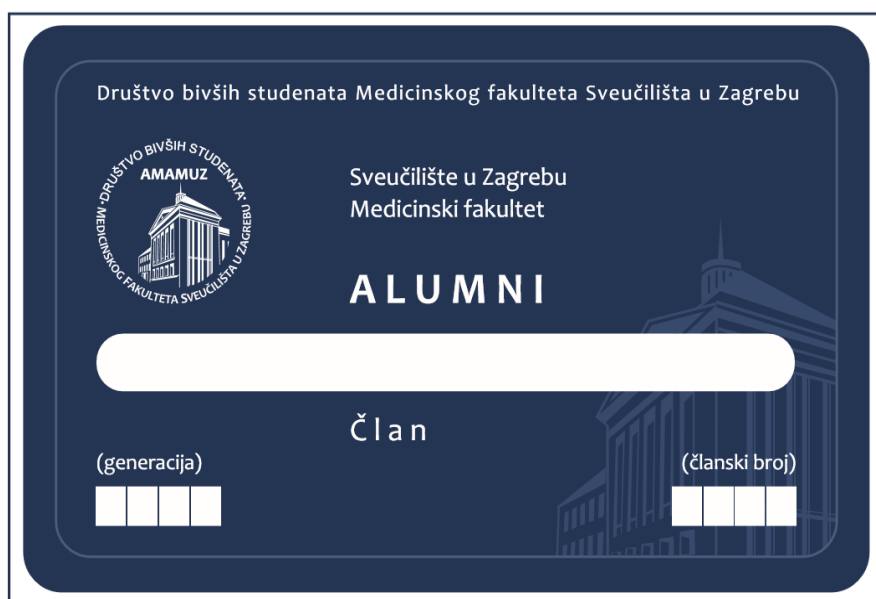 Društvo bivših studenata Medicinskog fakulteta Sveučilišta u Zagrebu
•DRUŠTVO BIVŠIH STUDENATA•
MEDICINSKOG FAKULTETA SVEUČILIŠTA U ZAGREBU
AMAMUZ
Sveučilište u Zagrebu
Medicinski fakultet
ALUMNI
Član
(generacija)
(članski broj)